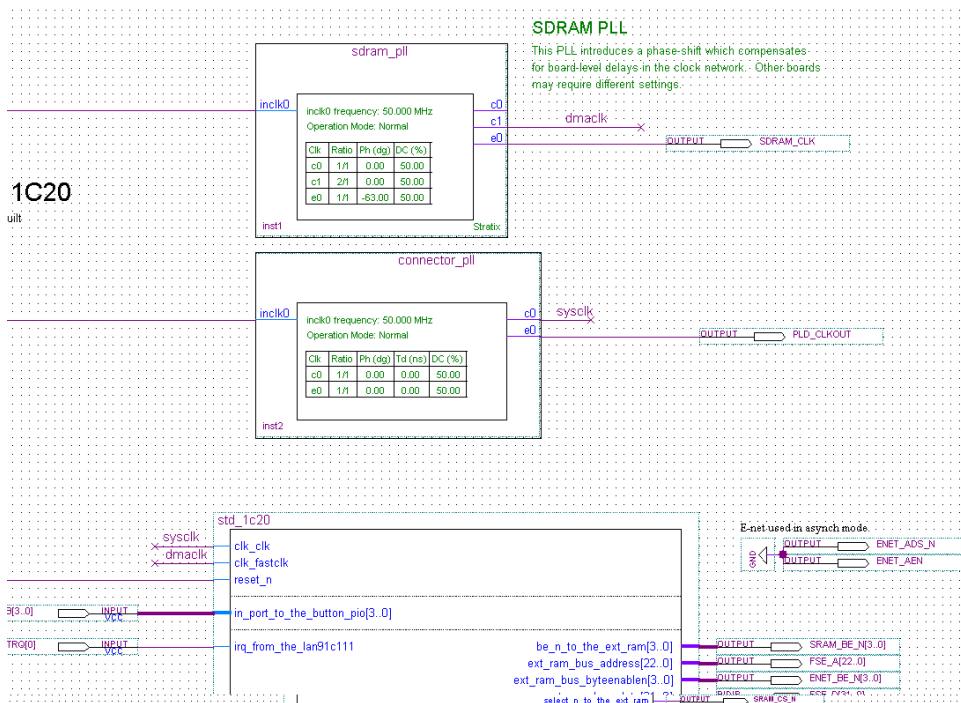 SDRAM PLL
This PLL introduces a phase-shift which compensates
for board-level delays in the clock network. Other boards
may require different settings.
sdram_pll
inclk0
inclk0 frequency: 50.000 MHz
Operation Mode: Normal
Clk Ratio Ph (dg) DC (%)
c0 1/1 0.00 50.00
c1 2/1 0.00 50.00
e0 1/1 -63.00 50.00
c0
c1
e0
dmaclk
OUTPUT SDRAM_CLK
inst1
Stratix
1C20
uilt
connector_pll
inclk0
inclk0 frequency: 50.000 MHz
Operation Mode: Normal
Clk Ratio Ph (dg) Td (ns) DC (%)
c0 1/1 0.00 0.00 50.00
e0 1/1 0.00 0.00 50.00
c0
e0
sysclk
OUTPUT PLD_CLKOUT
inst2
std_1c20
sysclk
dmaclk
clk_clk
clk_fastclk
reset_n
in_port_to_the_button_pio[3..0]
irq_from_the_lan91c111
[3..0] INPUT
VCC
TRQ[0] INPUT
VCC
E-net used in asynch mode.
GND
OUTPUT ENET_ADS_N
OUTPUT ENET_AEN
be_n_to_the_ext_ram[3..0] OUTPUT SRAM_BE_N[3..0]
ext_ram_bus_address[22..0] OUTPUT FSE_A[22..0]
ext_ram_bus_byteenablen[3..0] OUTPUT ENET_BE_N[3..0]
select_n_to_the_ext_ram OUTPUT SRAM_CS_N